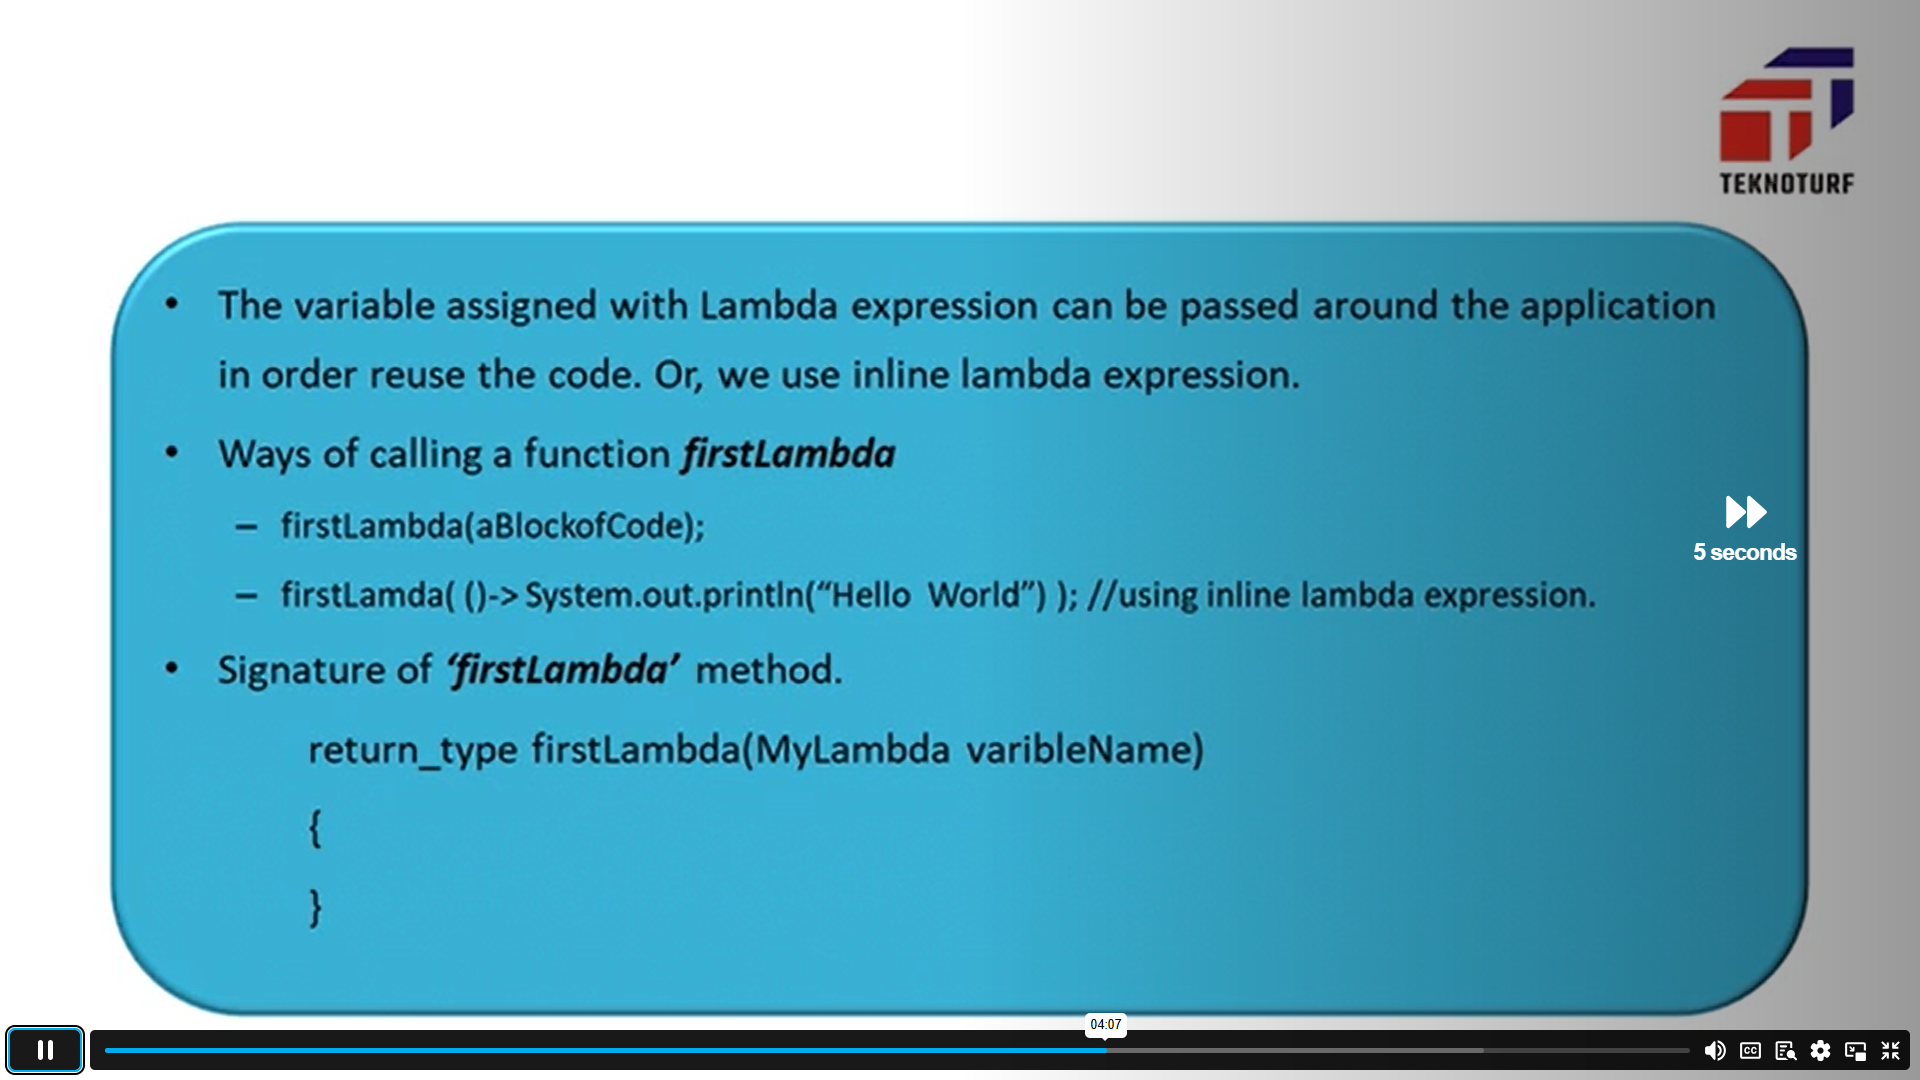 TEKNOTURF
• The variable assigned with Lambda expression can be passed around the application
in order reuse the code. Or, we use inline lambda expression.
• Ways of calling a function firstLambda
– firstLambda(aBlockofCode);
– firstLamda( ()-> System.out.println(“Hello World”) ); //using inline lambda expression.
5 seconds
• Signature of ‘firstLambda’ method.
return_type firstLambda(MyLambda varibleName)
{
}
04:07
CC